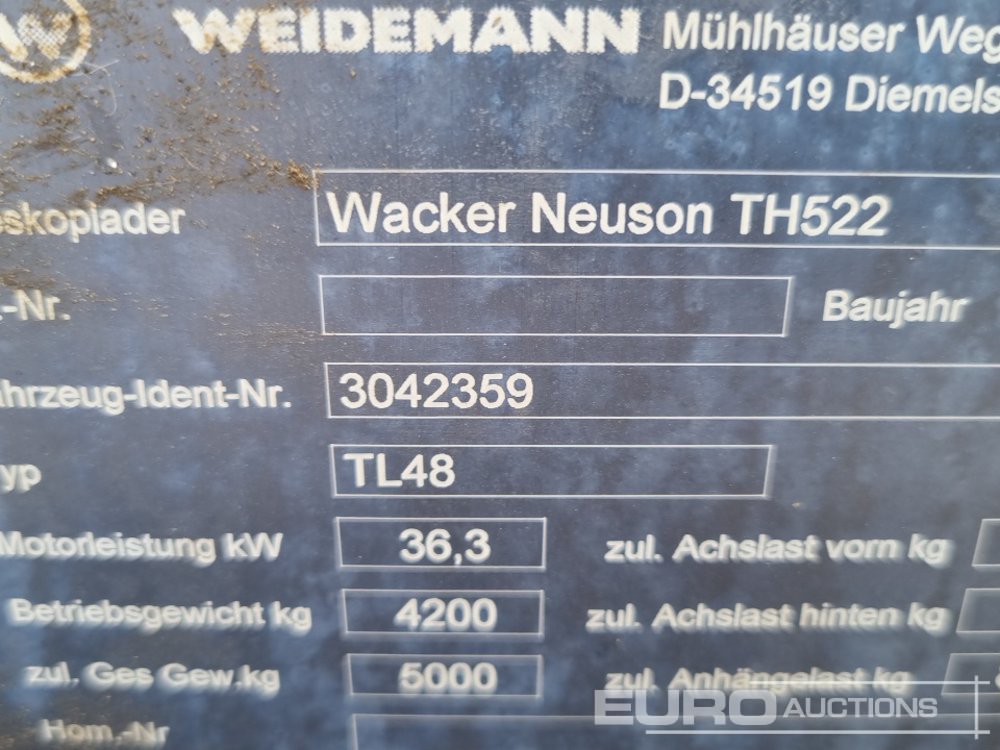 W WEIDEMANN Mühlhäuser Weg
D-34519 Diemels
eskoplader Wacker Neuson TH522
.-Nr. Baujahr
ahrzeug-Ident-Nr. 3042359
yp TL48
Motorleistung kW 36,3 zul. Achslast vorn kg
Betriebsgewicht kg 4200 zul. Achslast hinten kg
zul. Ges Gew.kg 5000 zul. Anhängelast kg
Hom.-Nr
EURO AUCTIONS